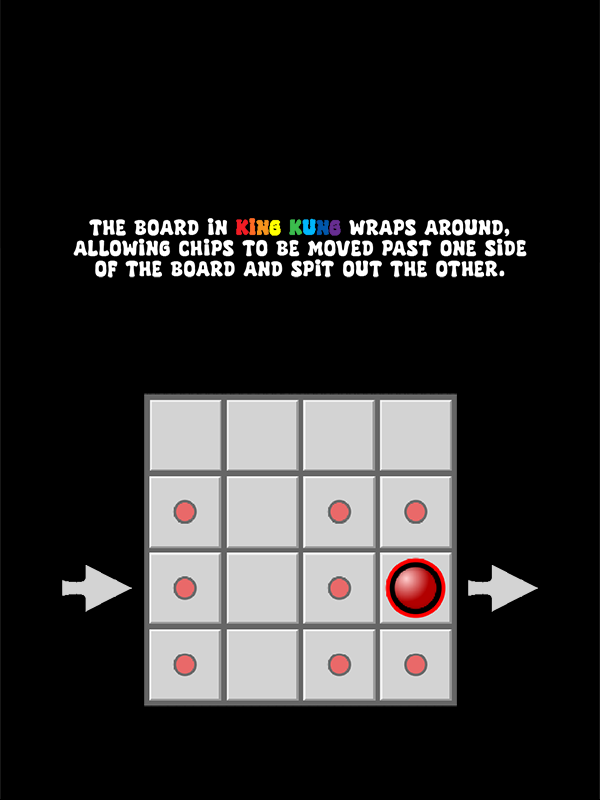 THE BOARD IN KING KUNG WRAPS AROUND,
ALLOWING CHIPS TO BE MOVED PAST ONE SIDE
OF THE BOARD AND SPIT OUT THE OTHER.